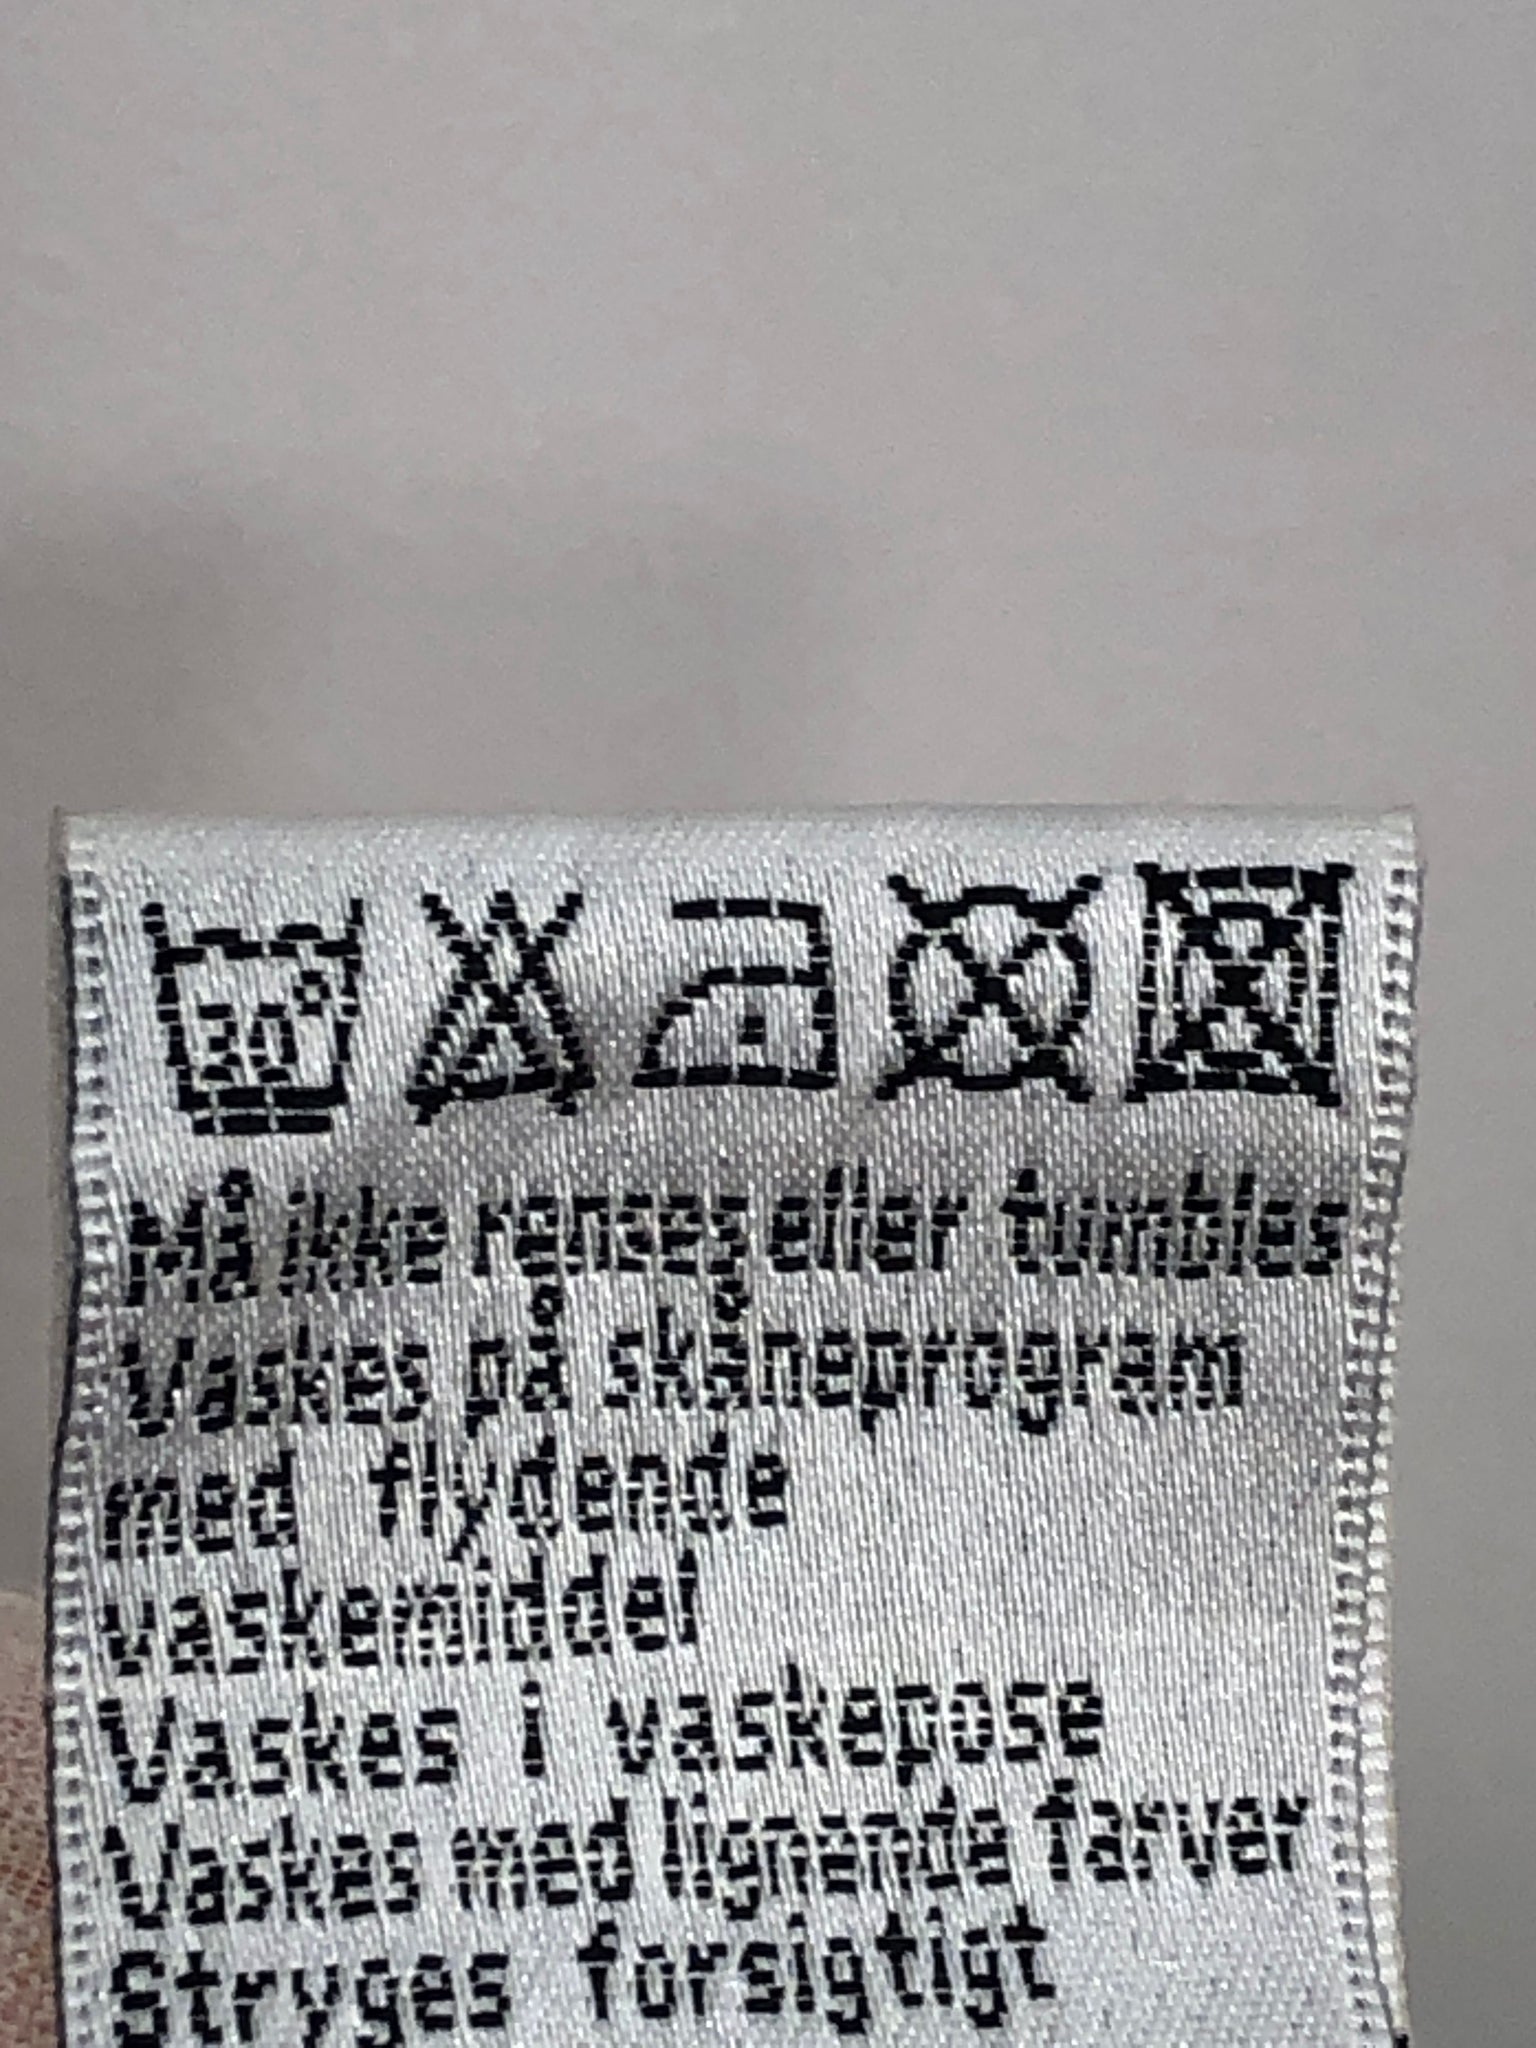 30°
Må ikke renses eller tumbles
Vaskes på skåneprogram
med flydende
vaskemiddel
Vaskes i vaskepose
Vaskes med lignende farver
Stryges forsigtigt